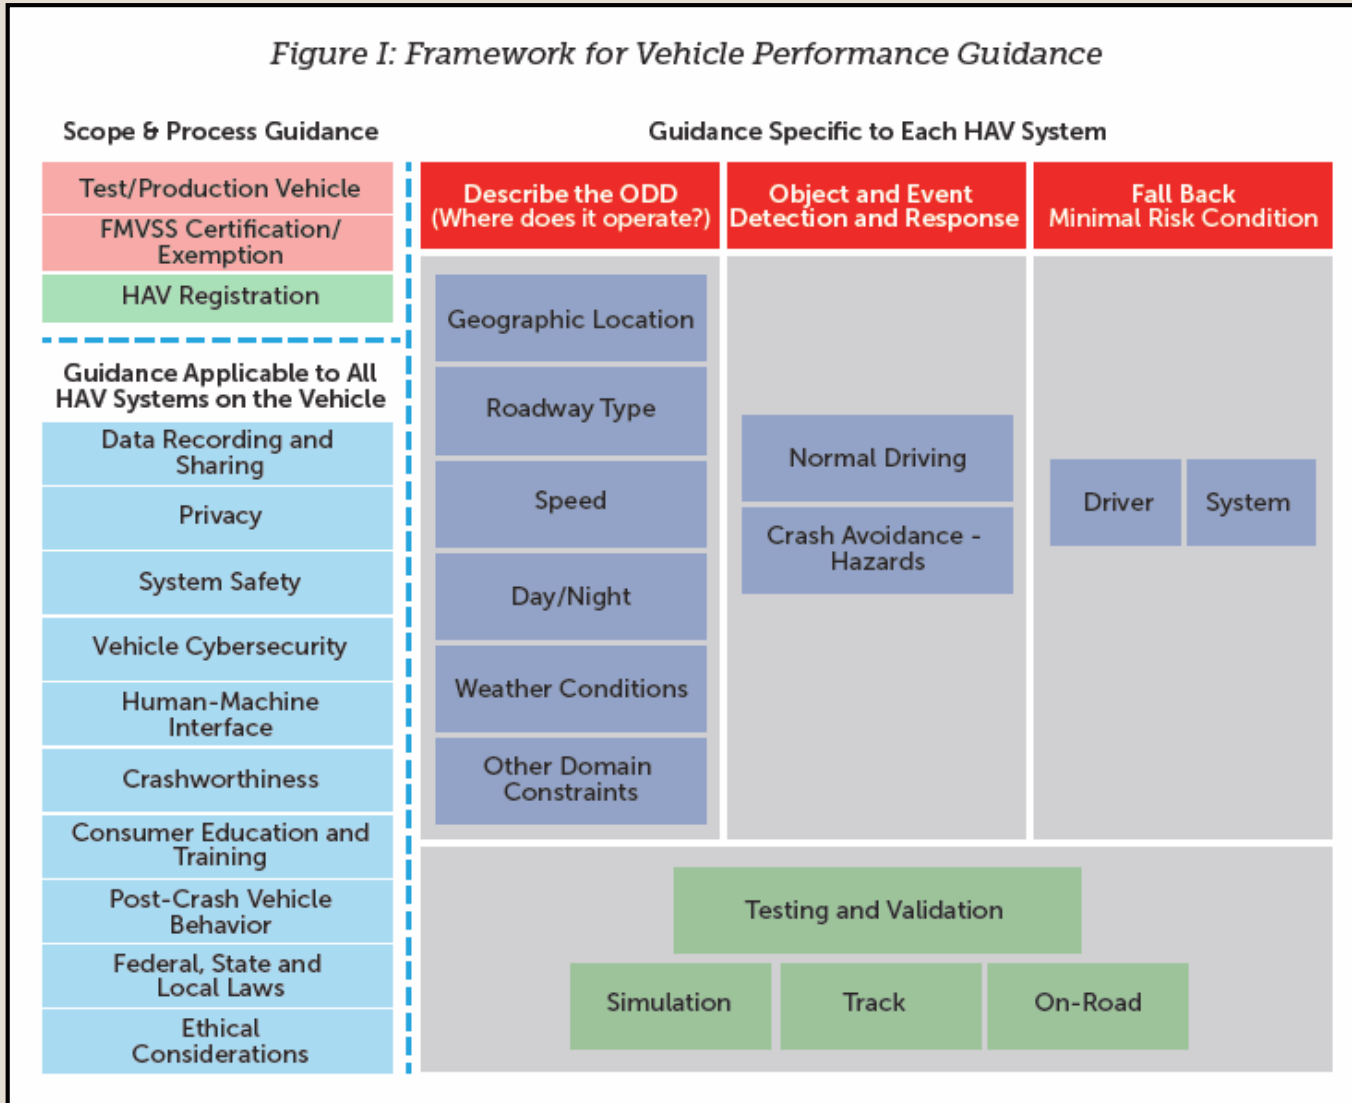 Figure I: Framework for Vehicle Performance Guidance
Scope & Process Guidance
Test/Production Vehicle
FMVSS Certification/
Exemption
HAV Registration
Guidance Applicable to All
HAV Systems on the Vehicle
Data Recording and
Sharing
Privacy
System Safety
Vehicle Cybersecurity
Human-Machine
Interface
Crashworthiness
Consumer Education and
Training
Post-Crash Vehicle
Behavior
Federal, State and
Local Laws
Ethical
Considerations
Guidance Specific to Each HAV System
Describe the ODD
(Where does it operate?)
Geographic Location
Roadway Type
Speed
Day/Night
Weather Conditions
Other Domain
Constraints
Object and Event
Detection and Response
Normal Driving
Crash Avoidance -
Hazards
Fall Back
Minimal Risk Condition
Driver
System
Testing and Validation
Simulation
Track
On-Road